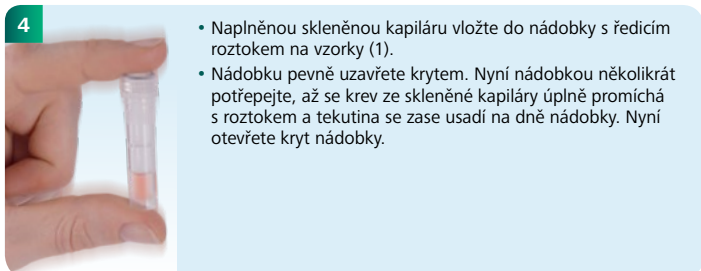 4
• Naplněnou skleněnou kapiláru vložte do nádobky s ředicím
roztokem na vzorky (1).
• Nádobku pevně uzavřete krytem. Nyní nádobkou několikrát
potřepejte, až se krev ze skleněné kapiláry úplně promíchá
s roztokem a tekutina se zase usadí na dně nádobky. Nyní
otevřete kryt nádobky.